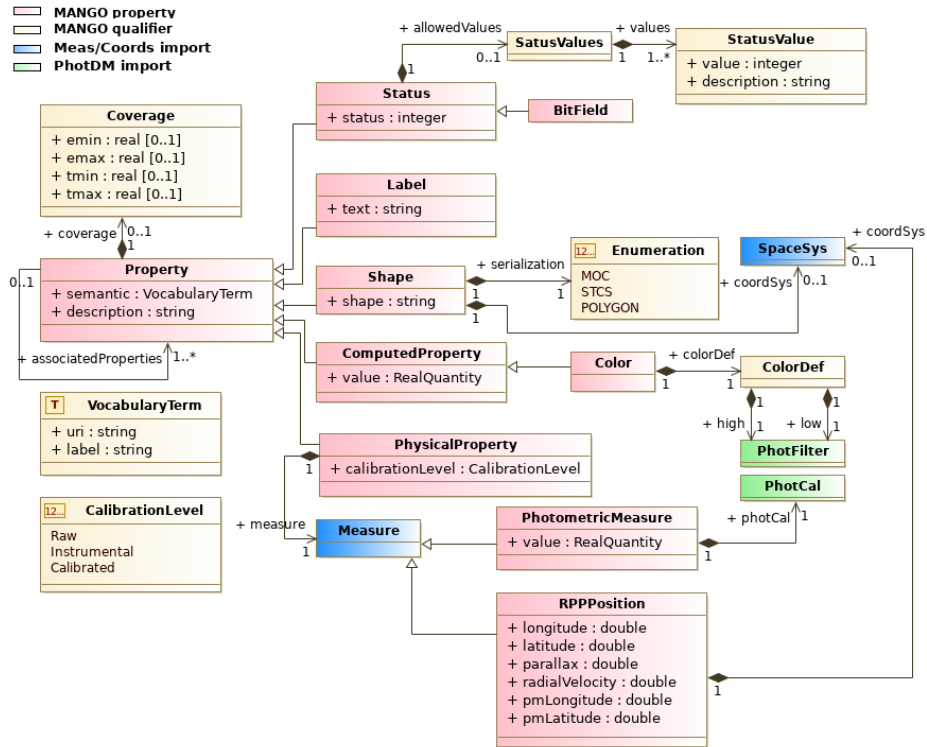 MANGO property
MANGO qualifier
Meas/Coords import
PhotDM import
+ allowedValues
0..1
1
SatusValues
+ values
1
1..*
StatusValue
+ value : integer
+ description : string
Status
+ status : integer
BitField
Coverage
+ emin : real [0..1]
+ emax : real [0..1]
+ tmin : real [0..1]
+ tmax : real [0..1]
+ coverage
0..1
1
Label
+ text : string
Property
+ semantic : VocabularyTerm
+ description : string
0..1
+ associatedProperties
1..*
Shape
+ shape : string
+ serialization
1
1
1
12...
Enumeration
MOC
STCS
POLYGON
SpaceSys
+ coordSys
0..1
+ coordSys
0..1
ComputedProperty
+ value : RealQuantity
Color
+ colorDef
1
1
ColorDef
1
1
+ high
1
+ low
1
PhotFilter
PhotCal
+ photCal
1
T
VocabularyTerm
+ uri : string
+ label : string
PhysicalProperty
+ calibrationLevel : CalibrationLevel
1
+ measure
1
Measure
12...
CalibrationLevel
Raw
Instrumental
Calibrated
PhotometricMeasure
+ value : RealQuantity
1
RPPPosition
+ longitude : double
+ latitude : double
+ parallax : double
+ radialVelocity : double
+ pmLongitude : double
+ pmLatitude : double
1